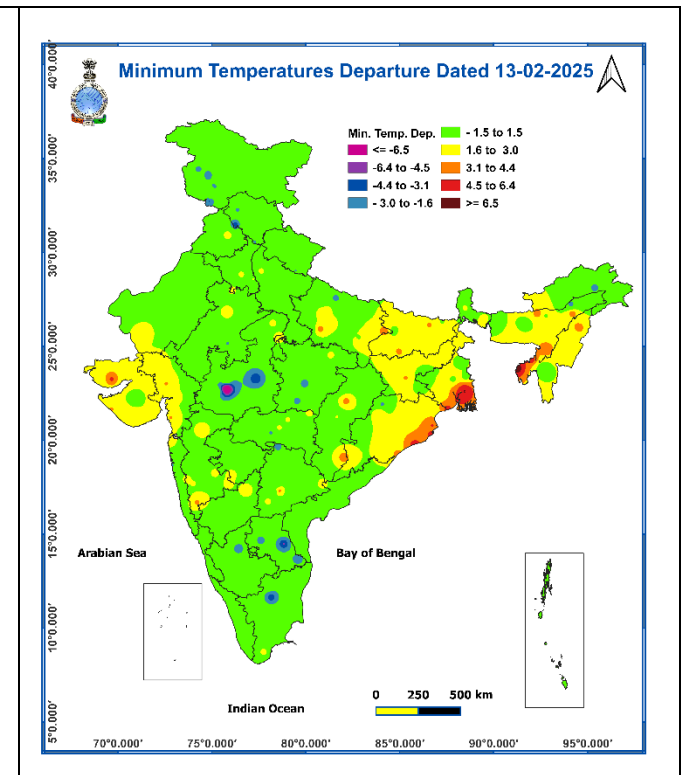 Minimum Temperatures Departure Dated 13-02-2025
Min. Temp. Dep.
<= -6.5
-6.4 to -4.5
-4.4 to -3.1
- 3.0 to -1.6
- 1.5 to 1.5
1.6 to 3.0
3.1 to 4.4
4.5 to 6.4
>= 6.5
40°0.000'
35°0.000'
30°0.000'
25°0.000'
20°0.000'
15°0.000'
10°0.000'
5°0.000'
Arabian Sea
Bay of Bengal
Indian Ocean
0 250 500 km
70°0.000' 75°0.000' 80°0.000' 85°0.000' 90°0.000' 95°0.000'